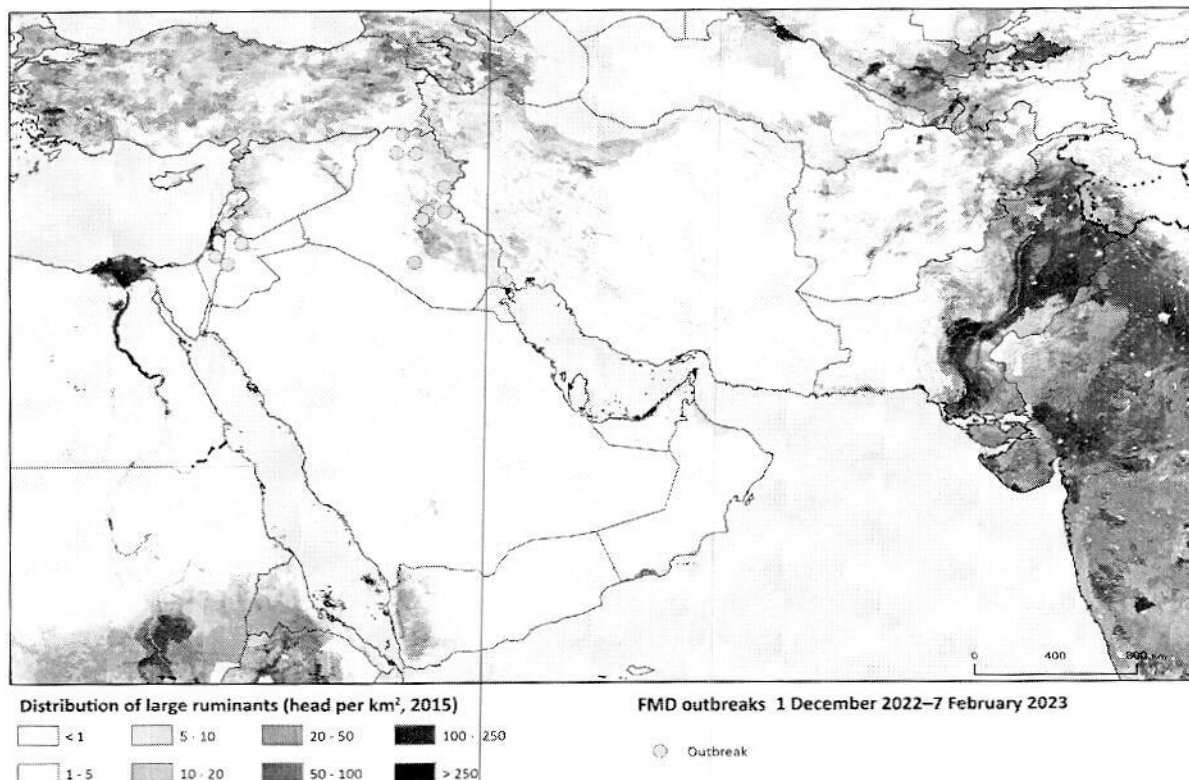 0 400 800 Km
Distribution of large ruminants (head per km², 2015)
FMD outbreaks 1 December 2022–7 February 2023
< 1 5 - 10 20 - 50 100 - 250
1 - 5 10 - 20 50 - 100 > 250
Outbreak